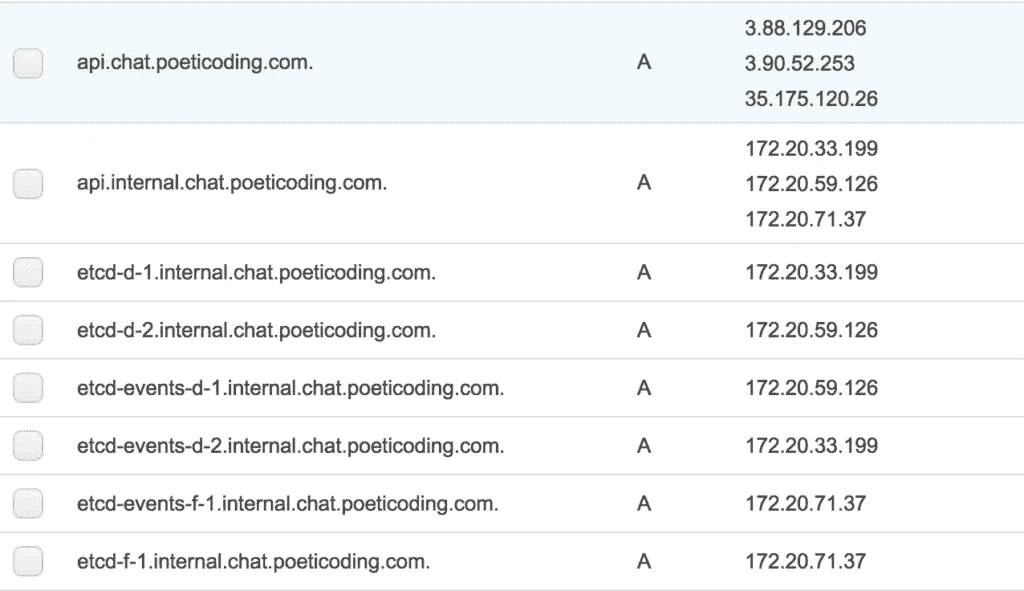 api.chat.poeticoding.com. A 3.88.129.206
3.90.52.253
35.175.120.26
api.internal.chat.poeticoding.com. A 172.20.33.199
172.20.59.126
172.20.71.37
etcd-d-1.internal.chat.poeticoding.com. A 172.20.33.199
etcd-d-2.internal.chat.poeticoding.com. A 172.20.59.126
etcd-events-d-1.internal.chat.poeticoding.com. A 172.20.59.126
etcd-events-d-2.internal.chat.poeticoding.com. A 172.20.33.199
etcd-events-f-1.internal.chat.poeticoding.com. A 172.20.71.37
etcd-f-1.internal.chat.poeticoding.com. A 172.20.71.37